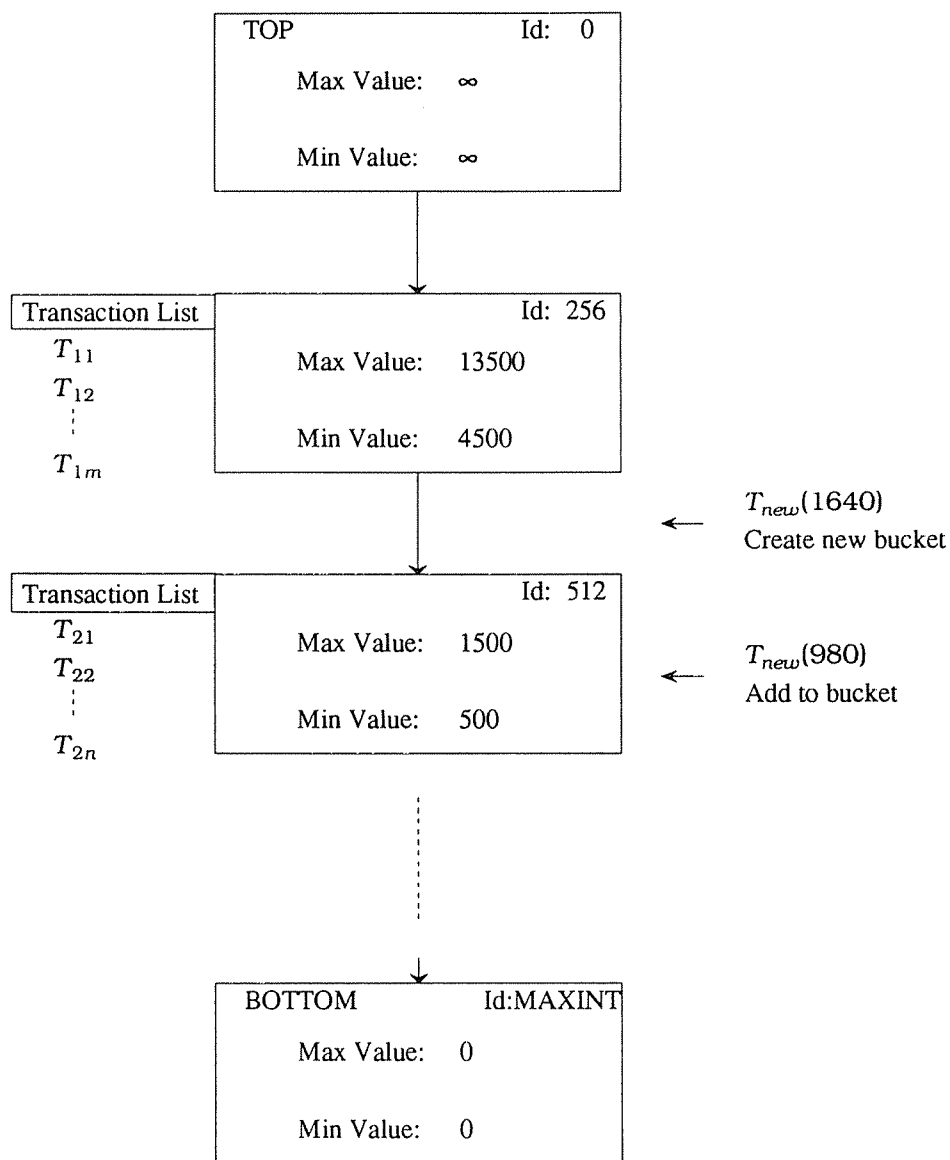 TOP Id: 0
Max Value: ∞
Min Value: ∞
Transaction List
Id: 256
T₁₁
Max Value: 13500
T₁₂
Min Value: 4500
T₁ₘ
T_new(1640)
Create new bucket
Transaction List
Id: 512
T₂₁
Max Value: 1500
T₂₂
T_new(980)
Add to bucket
Min Value: 500
T₂ₙ
BOTTOM Id:MAXINT
Max Value: 0
Min Value: 0